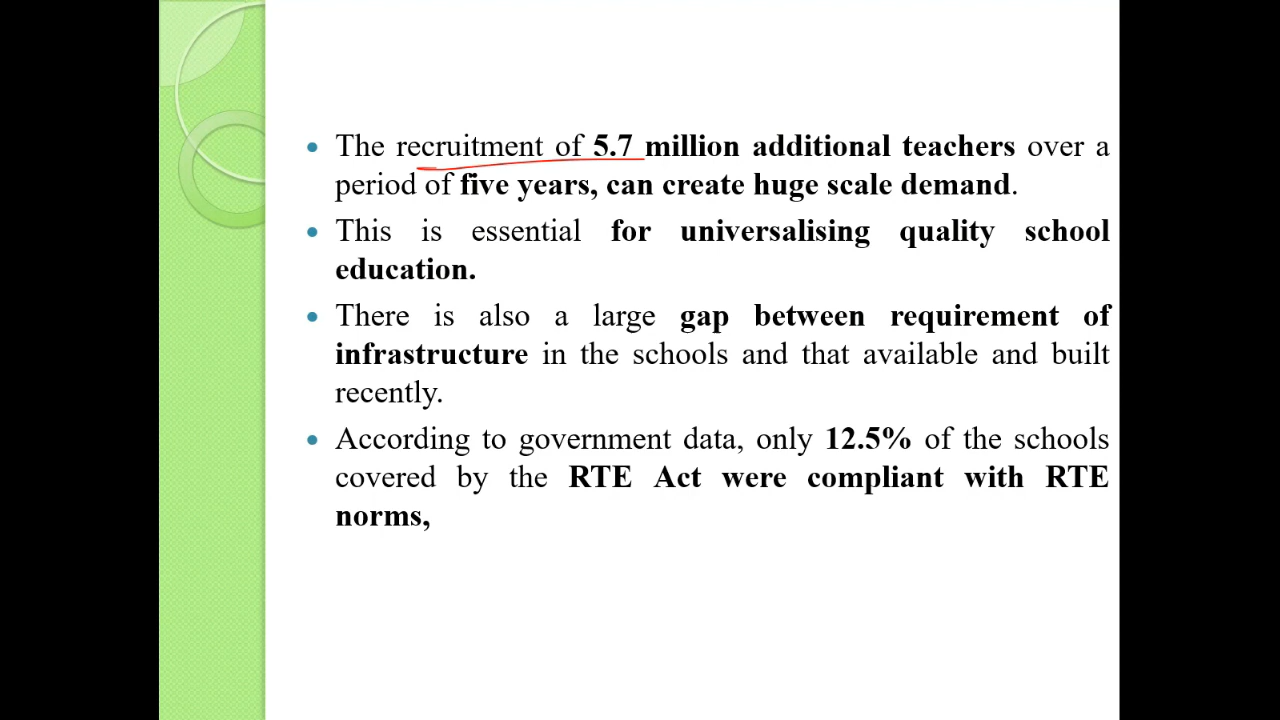 The recruitment of 5.7 million additional teachers over a
period of five years, can create huge scale demand.
This is essential for universalising quality school
education.
There is also a large gap between requirement of
infrastructure in the schools and that available and built
recently.
According to government data, only 12.5% of the schools
covered by the RTE Act were compliant with RTE
norms,